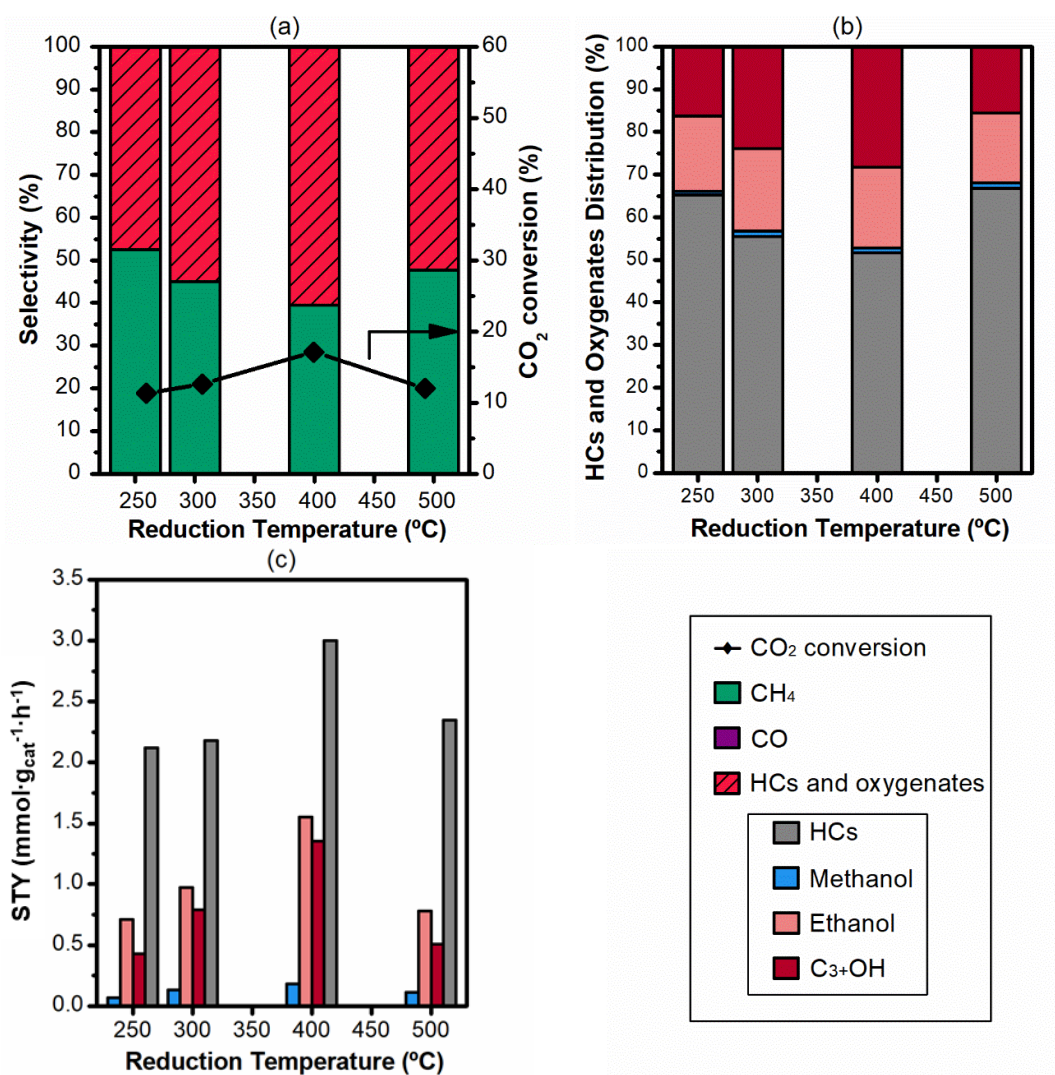 (a)
Selectivity (%)
100
90
80
70
60
50
40
30
20
10
0
60
50
40
30
20
10
0
CO₂ conversion (%)
250 300 350 400 450 500
Reduction Temperature (ºC)
(b)
HCs and Oxygenates Distribution (%)
100
90
80
70
60
50
40
30
20
10
0
250 300 350 400 450 500
Reduction Temperature (ºC)
(c)
STY (mmol·g_cat⁻¹·h⁻¹)
3.5
3.0
2.5
2.0
1.5
1.0
0.5
0.0
250 300 350 400 450 500
Reduction Temperature (ºC)
CO₂ conversion
CH₄
CO
HCs and oxygenates
HCs
Methanol
Ethanol
C₃₊OH